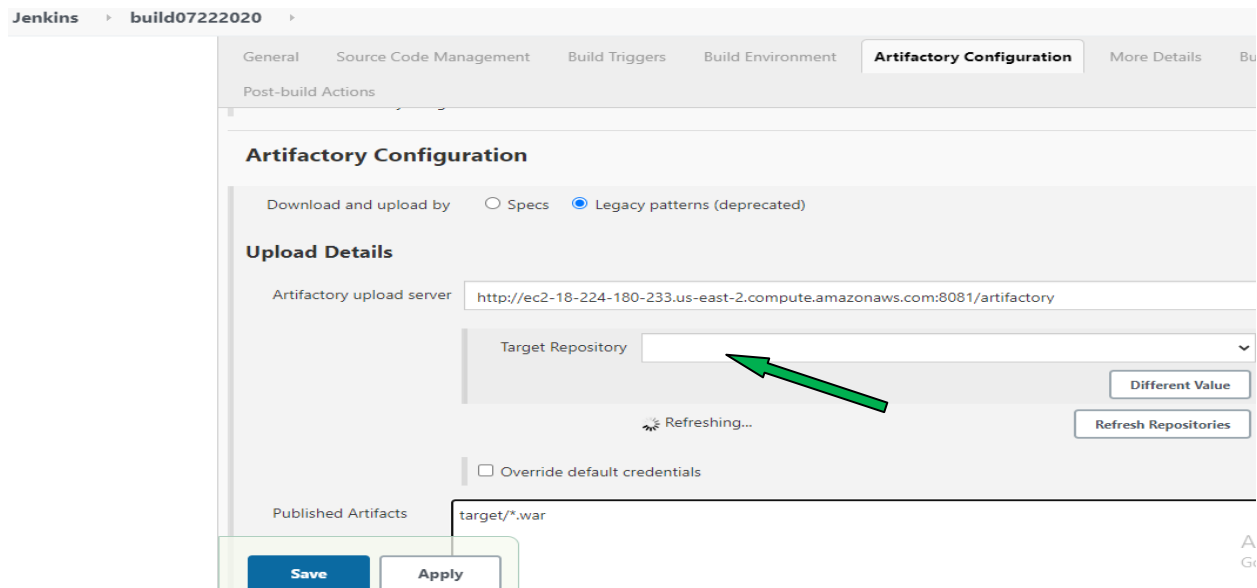 Jenkins build07222020
General Source Code Management Build Triggers Build Environment Artifactory Configuration More Details Bu
Post-build Actions
Artifactory Configuration
Download and upload by Specs Legacy patterns (deprecated)
Upload Details
Artifactory upload server http://ec2-18-224-180-233.us-east-2.compute.amazonaws.com:8081/artifactory
Target Repository
Different Value
Refreshing... Refresh Repositories
Override default credentials
Published Artifacts target/*.war
Save Apply